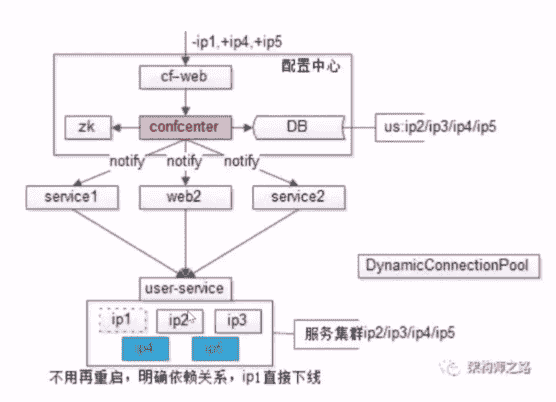 -ip1,+ip4,+ip5
配置中心
cf-web
zk
confcenter
DB
us:ip2/ip3/ip4/ip5
notify
notify
notify
service1
web2
service2
DynamicConnectionPool
user-service
ip1
ip2
ip3
服务集群ip2/ip3/ip4/ip5
ip4
ip5
不用再重启，明确依赖关系，ip1直接下线
架构师之路